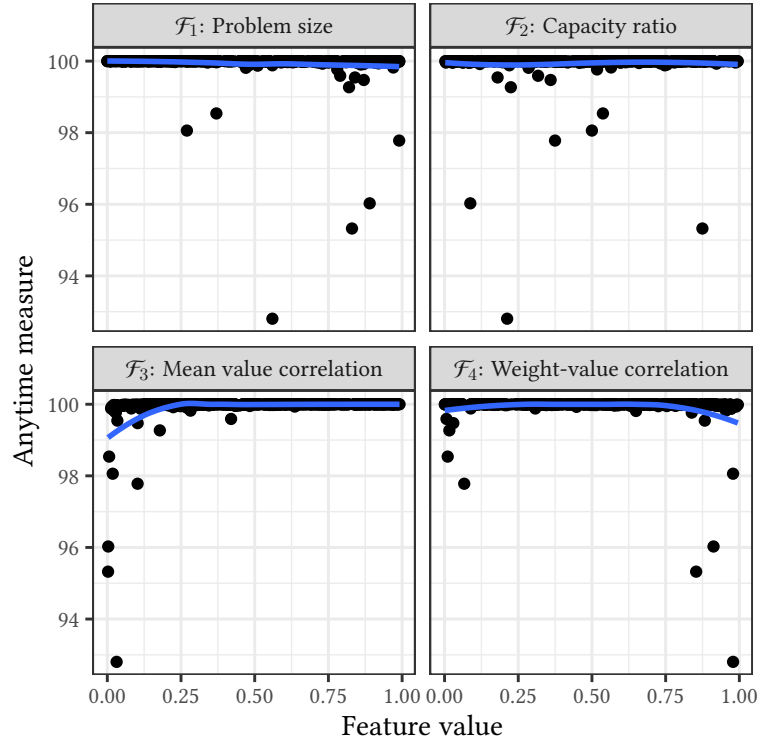 ℱ₁: Problem size
ℱ₂: Capacity ratio
100
98
96
94
ℱ₃: Mean value correlation
ℱ₄: Weight-value correlation
100
98
96
94
0.00 0.25 0.50 0.75 1.00
0.00 0.25 0.50 0.75 1.00
Anytime measure
Feature value